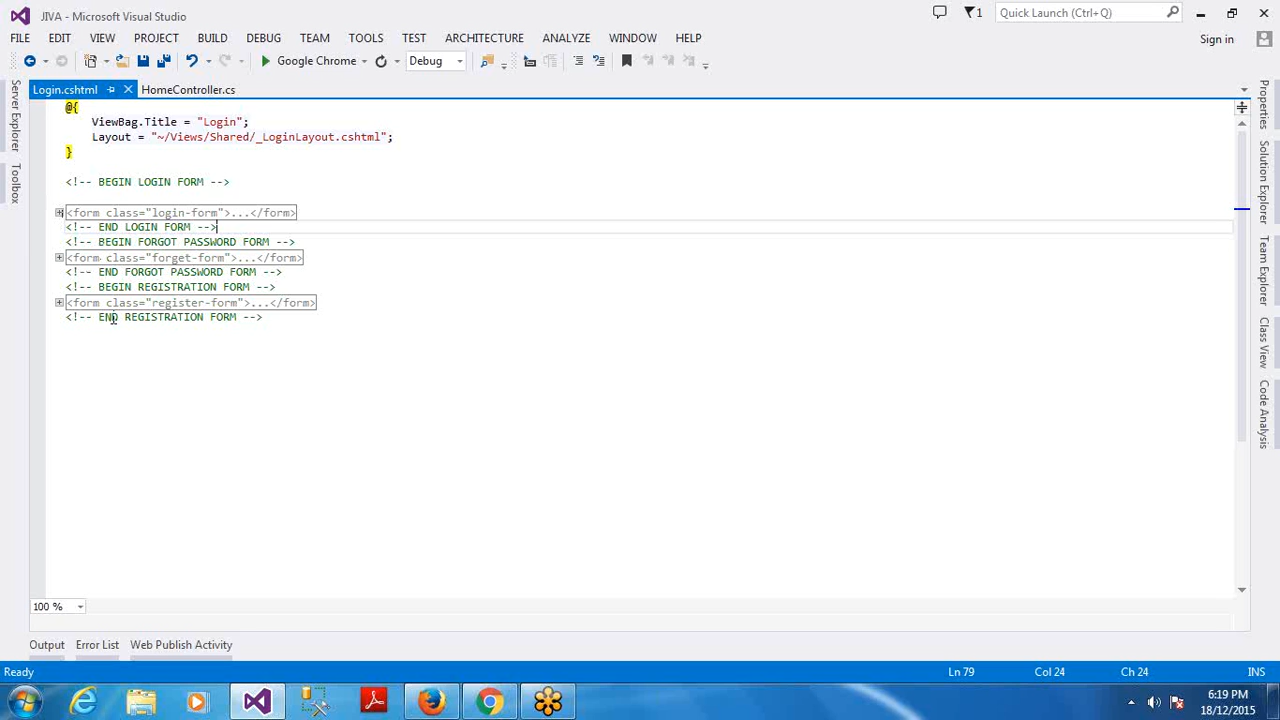 JIVA - Microsoft Visual Studio
1
Quick Launch (Ctrl+Q)
FILE EDIT VIEW PROJECT BUILD DEBUG TEAM TOOLS TEST ARCHITECTURE ANALYZE WINDOW HELP
Sign in
Google Chrome
Debug
Login.cshtml
HomeController.cs
Server Explorer
Toolbox
Properties
Solution Explorer
Team Explorer
Class View
Code Analysis
@{
ViewBag.Title = "Login";
Layout = "~/Views/Shared/_LoginLayout.cshtml";
}
<!-- BEGIN LOGIN FORM -->
<form class="login-form">...</form>
<!-- END LOGIN FORM -->
<!-- BEGIN FORGOT PASSWORD FORM -->
<form class="forget-form">...</form>
<!-- END FORGOT PASSWORD FORM -->
<!-- BEGIN REGISTRATION FORM -->
<form class="register-form">...</form>
<!-- END REGISTRATION FORM -->
100 %
Output Error List Web Publish Activity
Ready
Ln 79 Col 24 Ch 24 INS
6:19 PM
18/12/2015